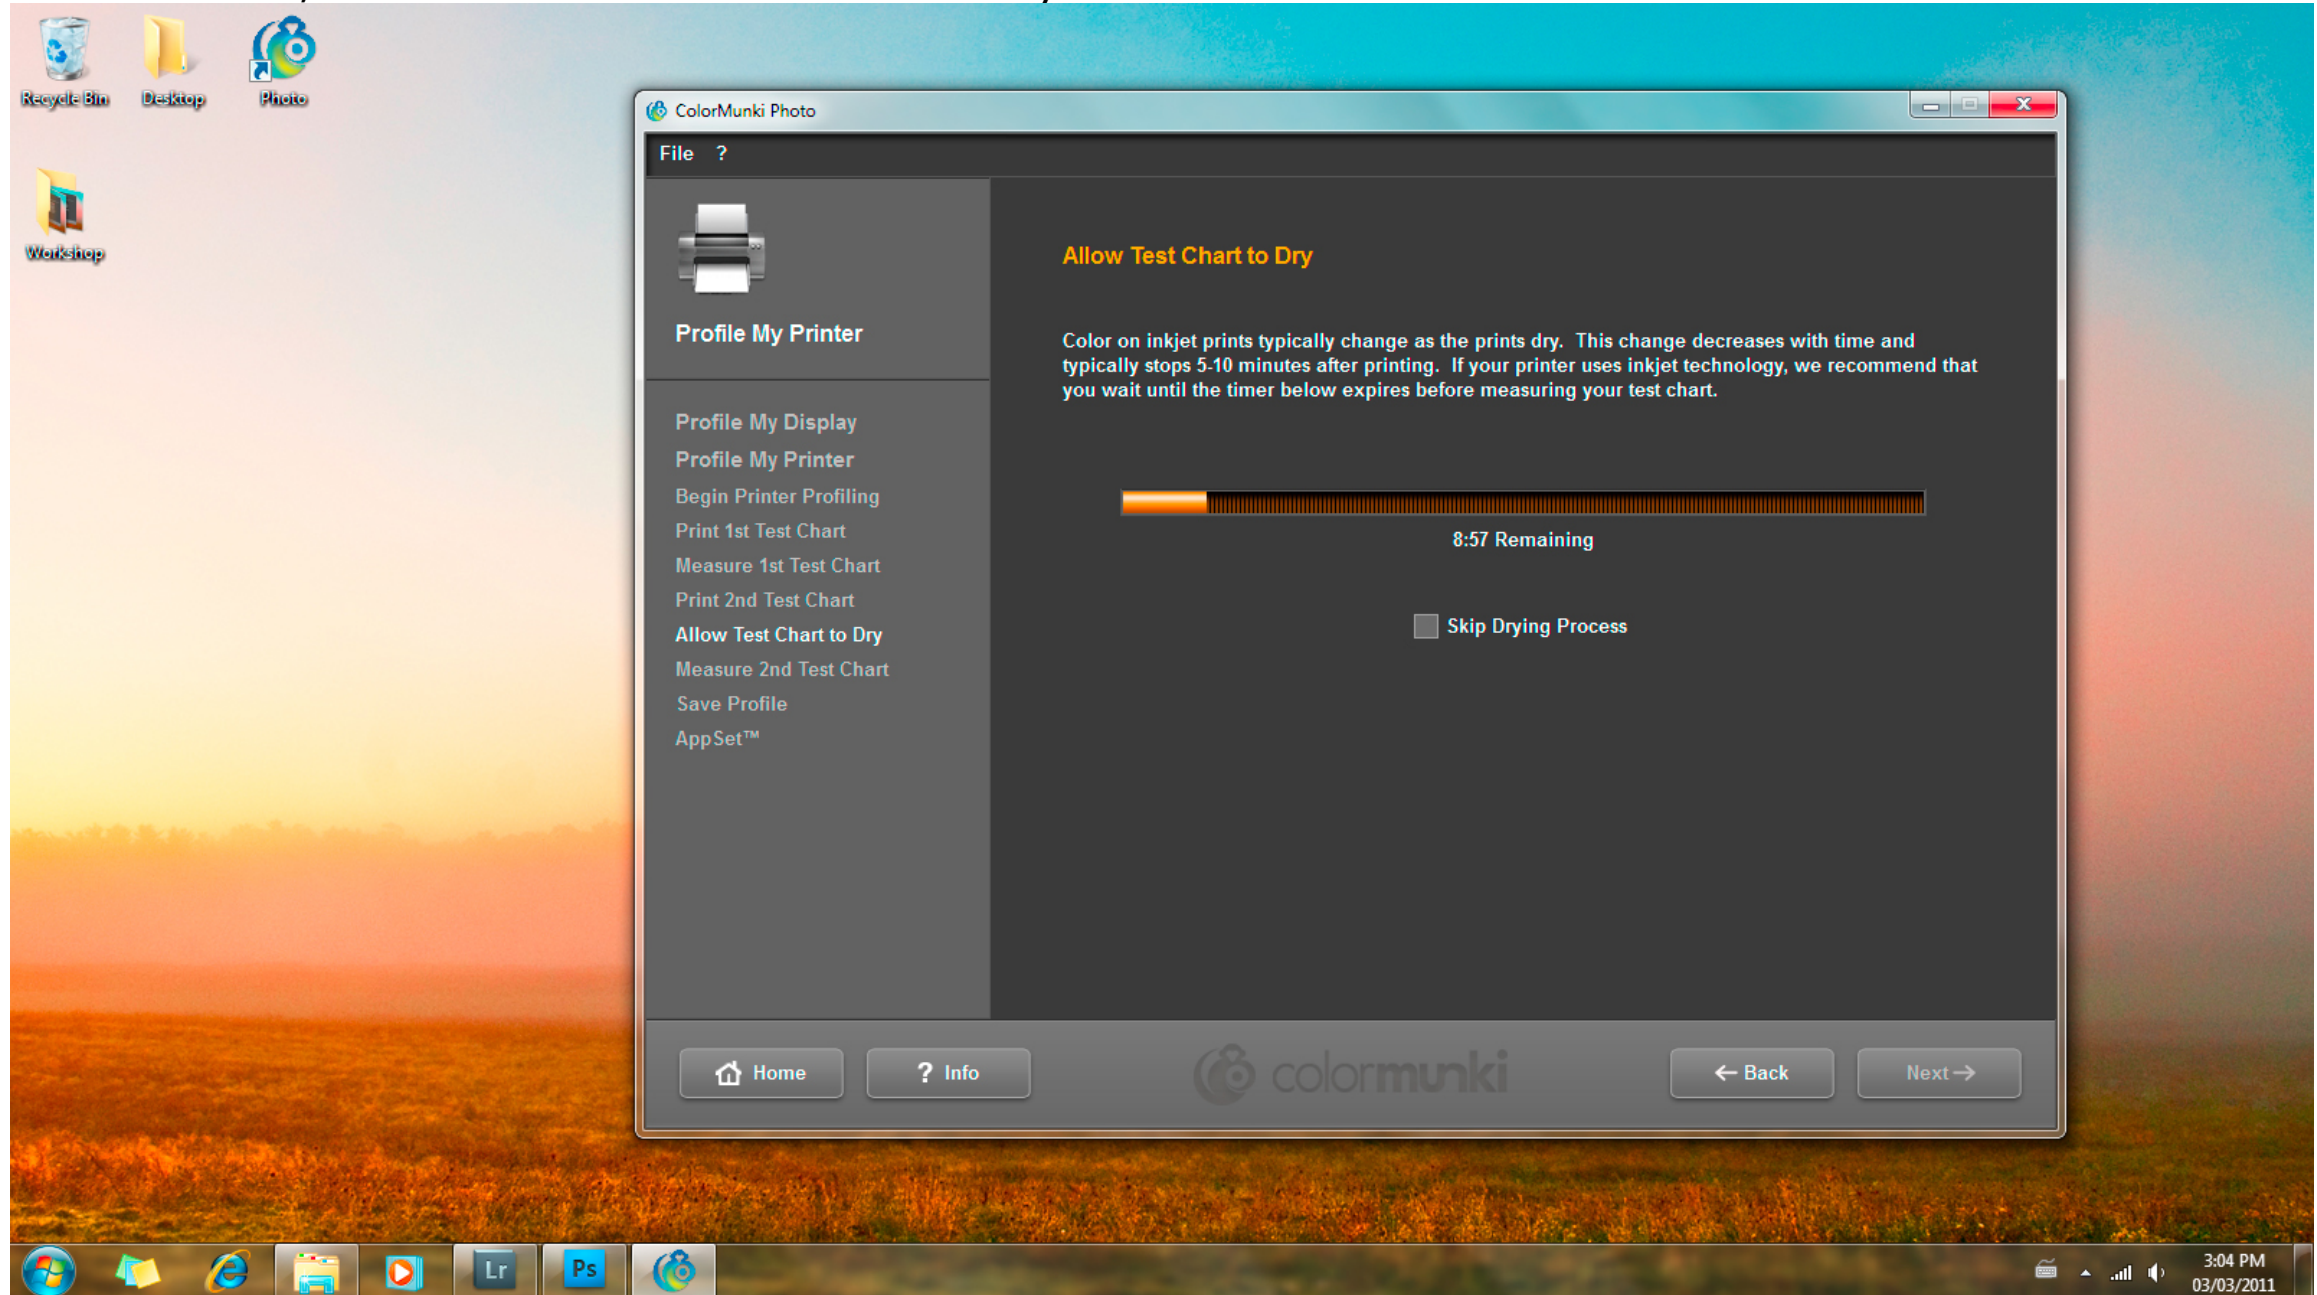 Recycle Bin
Desktop
Photo
Workshop
ColorMunki Photo
File ?
Profile My Printer
Profile My Display
Profile My Printer
Begin Printer Profiling
Print 1st Test Chart
Measure 1st Test Chart
Print 2nd Test Chart
Allow Test Chart to Dry
Measure 2nd Test Chart
Save Profile
AppSet™
Allow Test Chart to Dry
Color on inkjet prints typically change as the prints dry. This change decreases with time and
typically stops 5-10 minutes after printing. If your printer uses inkjet technology, we recommend that
you wait until the timer below expires before measuring your test chart.
8:57 Remaining
Skip Drying Process
Home
? Info
colormunki
← Back
Next →
Lr
Ps
3:04 PM
03/03/2011